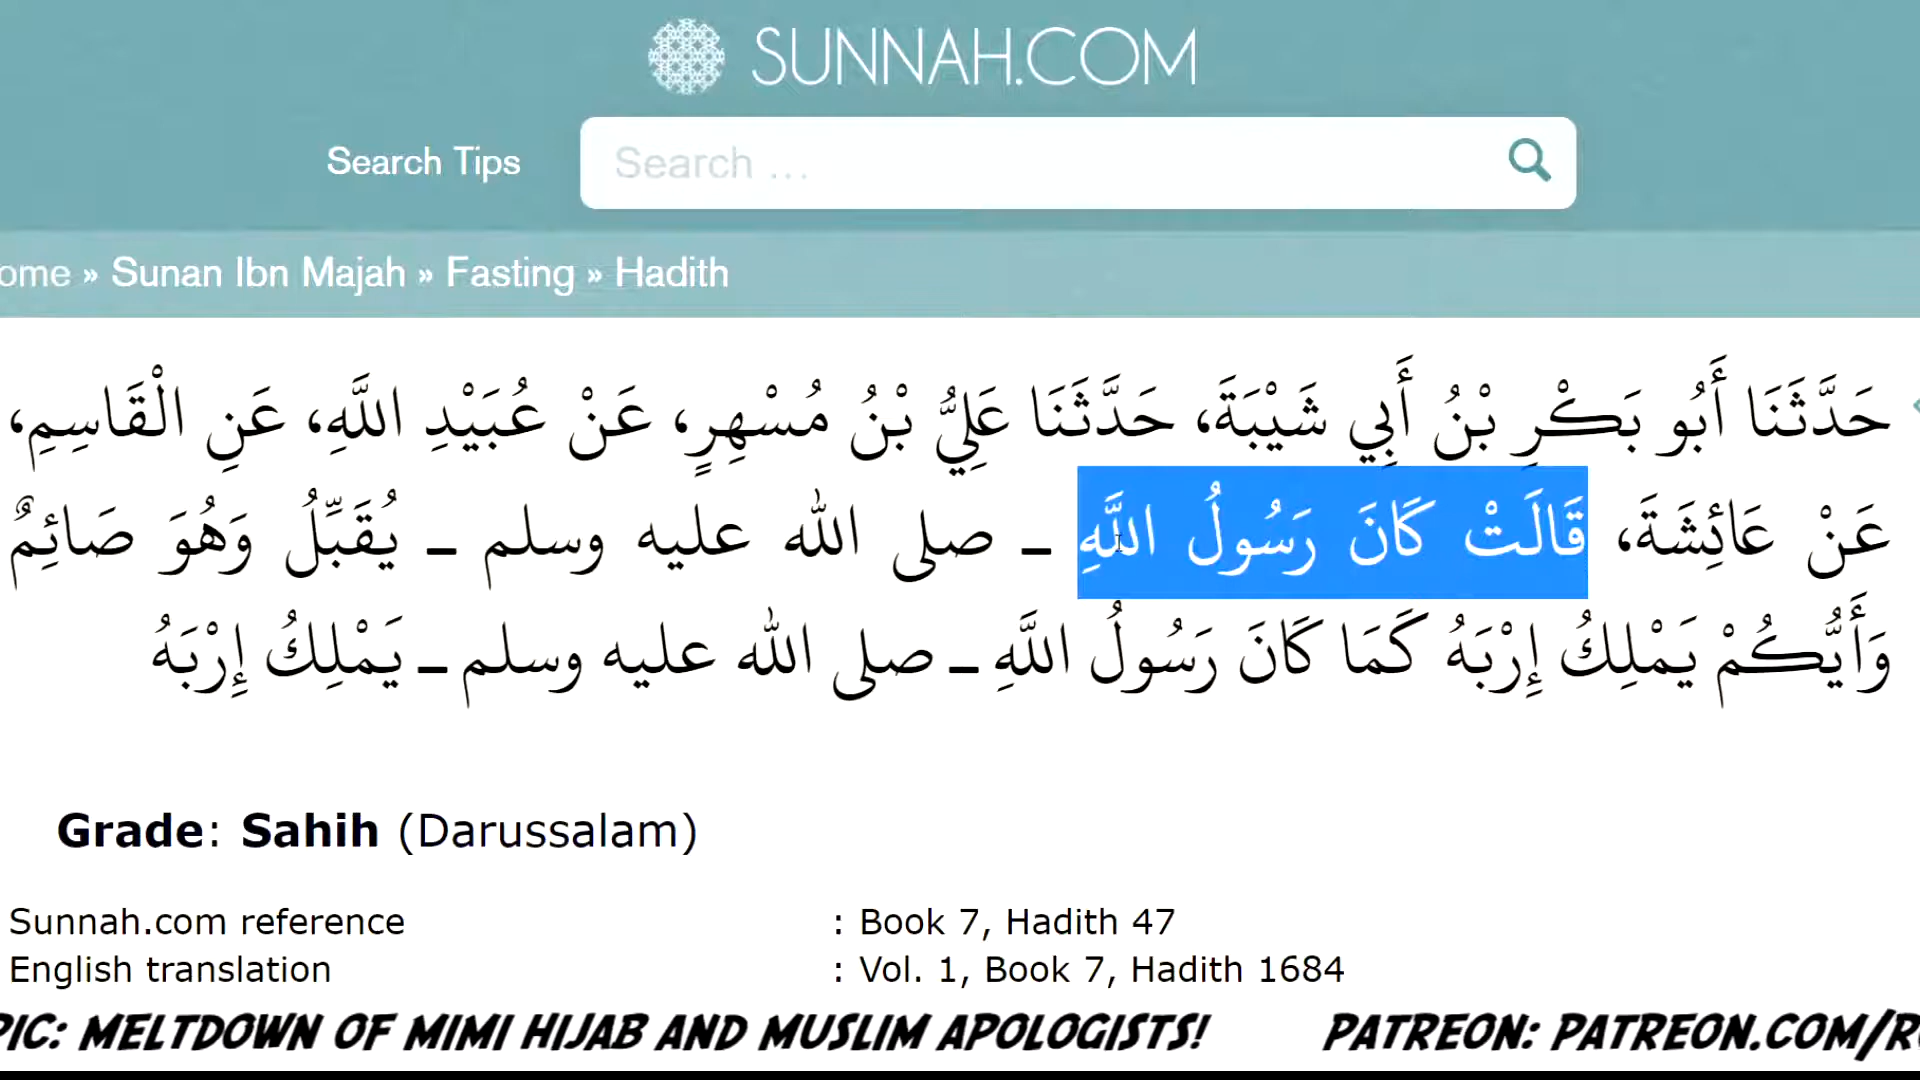 SUNNAH.COM
Search Tips
Search ...
ome » Sunan Ibn Majah » Fasting » Hadith
حَدَّثَنَا أَبُو بَكْرِ بْنُ أَبِي شَيْبَةَ، حَدَّثَنَا عَلِيُّ بْنُ مُسْهِرٍ، عَنْ عُبَيْدِ اللَّهِ، عَنِ الْقَاسِمِ،
عَنْ عَائِشَةَ، قَالَتْ كَانَ رَسُولُ اللَّهِ ـ صلى الله عليه وسلم ـ يُقَبِّلُ وَهُوَ صَائِمٌ
وَأَيُّكُمْ يَمْلِكُ إِرْبَهُ كَمَا كَانَ رَسُولُ اللَّهِ ـ صلى الله عليه وسلم ـ يَمْلِكُ إِرْبَهُ
Grade: Sahih (Darussalam)
Sunnah.com reference : Book 7, Hadith 47
English translation : Vol. 1, Book 7, Hadith 1684
PIC: MELTDOWN OF MIMI HIJAB AND MUSLIM APOLOGISTS! PATREON: PATREON.COM/R